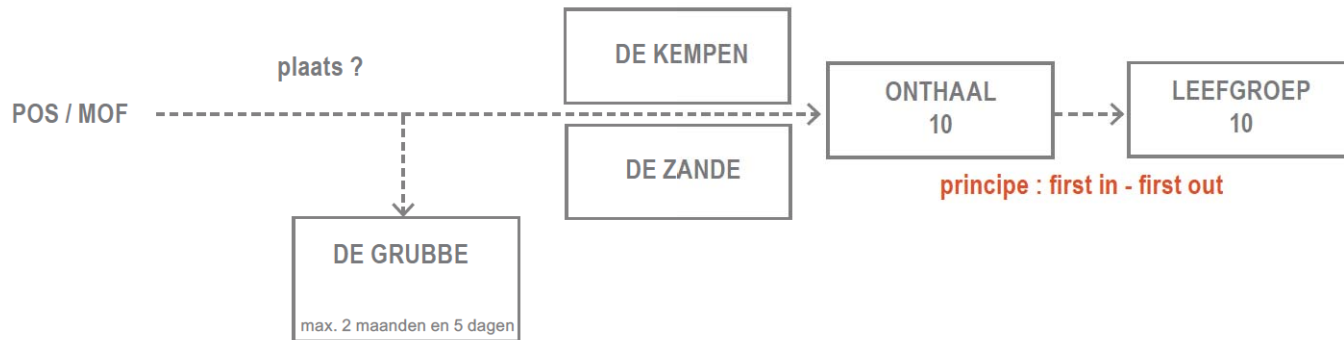 plaats ?
POS / MOF
DE KEMPEN
DE ZANDE
ONTHAAL
10
LEEFGROEP
10
principe : first in - first out
DE GRUBBE
max. 2 maanden en 5 dagen